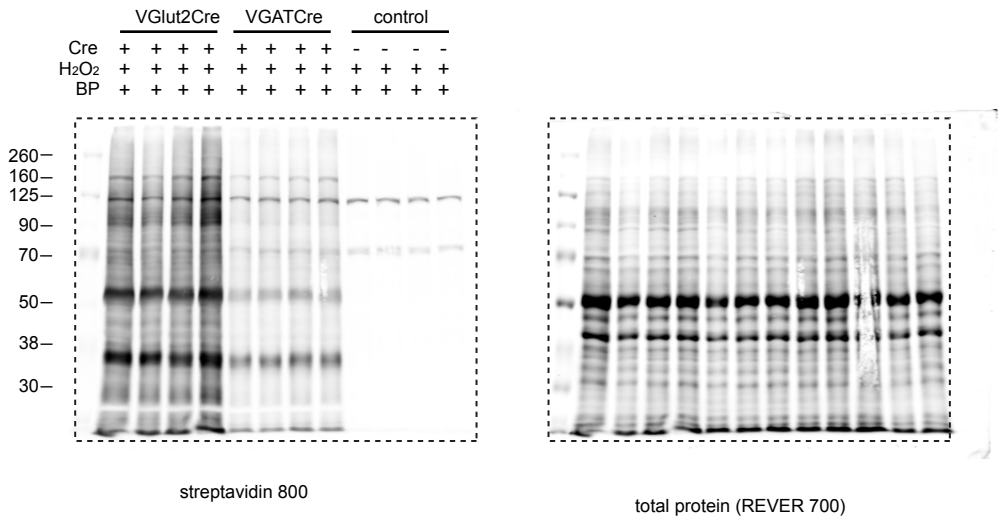 VGlut2Cre VGATCre control
Cre + + + + + + + + - - - -
H₂O₂ + + + + + + + + + + + +
BP + + + + + + + + + + + +
260
160
125
90
70
50
38
30
streptavidin 800
total protein (REVER 700)